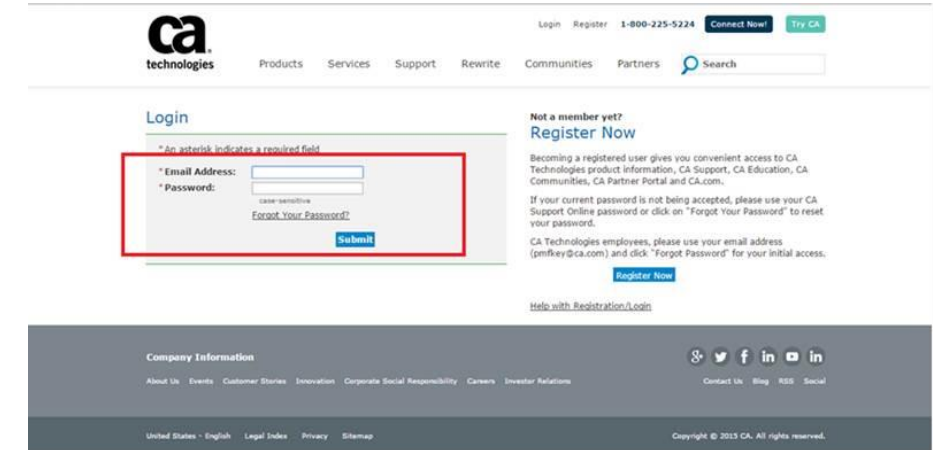 Login Register 1-800-225-5224 Connect Now! Try CA
ca
technologies
Products Services Support Rewrite Communities Partners Search
Login
* An asterisk indicates a required field
* Email Address:
* Password:
case-sensitive
Forgot Your Password?
Submit
Not a member yet?
Register Now
Becoming a registered user gives you convenient access to CA
Technologies product information, CA Support, CA Education, CA
Communities, CA Partner Portal and CA.com.
If your current password is not being accepted, please use your CA
Support Online password or click on "Forgot Your Password" to reset
your password.
CA Technologies employees, please use your email address
(pmfkey@ca.com) and click "Forgot Password" for your initial access.
Register Now
Help with Registration/Login
Company Information
About Us Events Customer Stories Innovation Corporate Social Responsibility Careers Investor Relations
Contact Us Blog RSS Social
United States - English Legal Index Privacy Sitemap
Copyright © 2015 CA. All rights reserved.